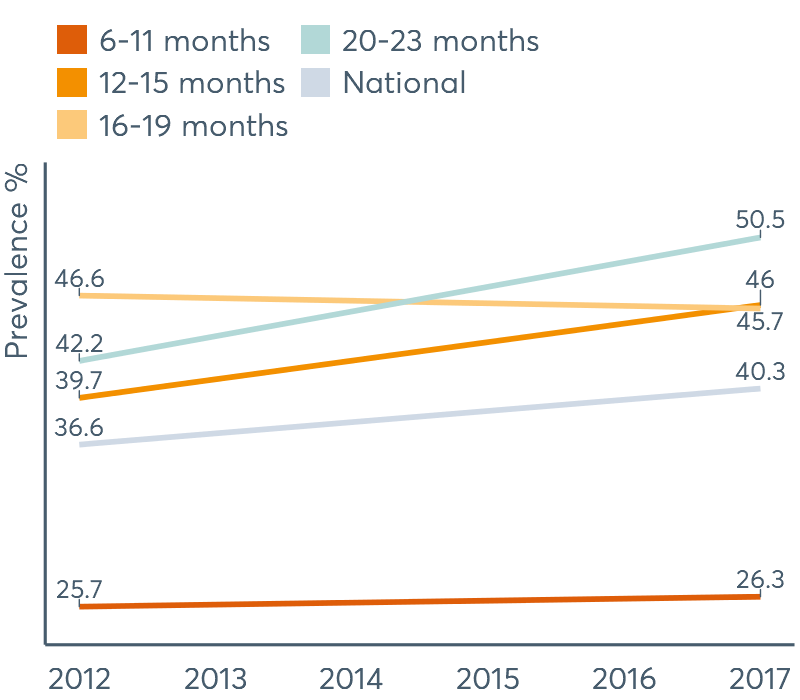 6-11 months
20-23 months
12-15 months
National
16-19 months
Prevalence %
50.5
46.6
46
45.7
42.2
39.7
40.3
36.6
25.7
26.3
2012 2013 2014 2015 2016 2017